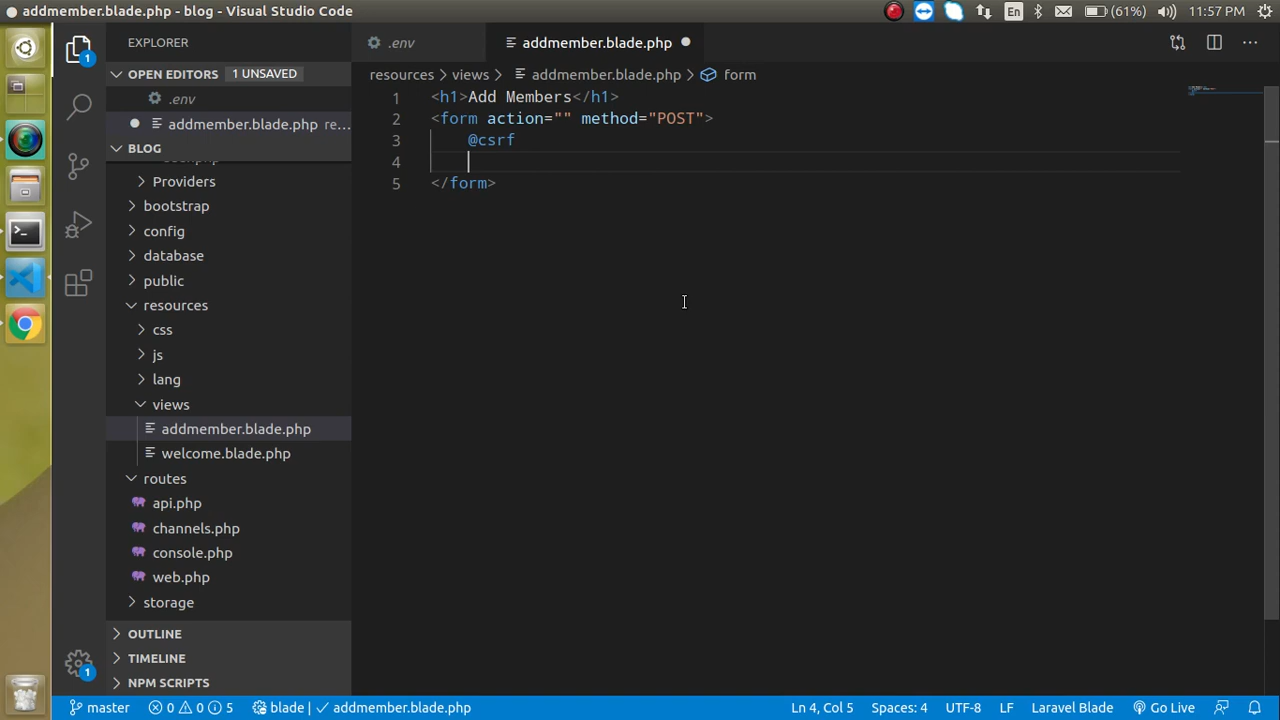 addmember.blade.php - blog - Visual Studio Code
En
(61%)
11:57 PM
EXPLORER
.env
addmember.blade.php
OPEN EDITORS
1 UNSAVED
resources
views
addmember.blade.php
form
.env
addmember.blade.php re...
BLOG
Providers
bootstrap
config
database
public
resources
css
js
lang
views
addmember.blade.php
welcome.blade.php
routes
api.php
channels.php
console.php
web.php
storage
OUTLINE
TIMELINE
NPM SCRIPTS
1 <h1>Add Members</h1>
2 <form action="" method="POST">
3 @csrf
4
5 </form>
1
1
master
0
0
5
blade
addmember.blade.php
Ln 4, Col 5
Spaces: 4
UTF-8
LF
Laravel Blade
Go Live